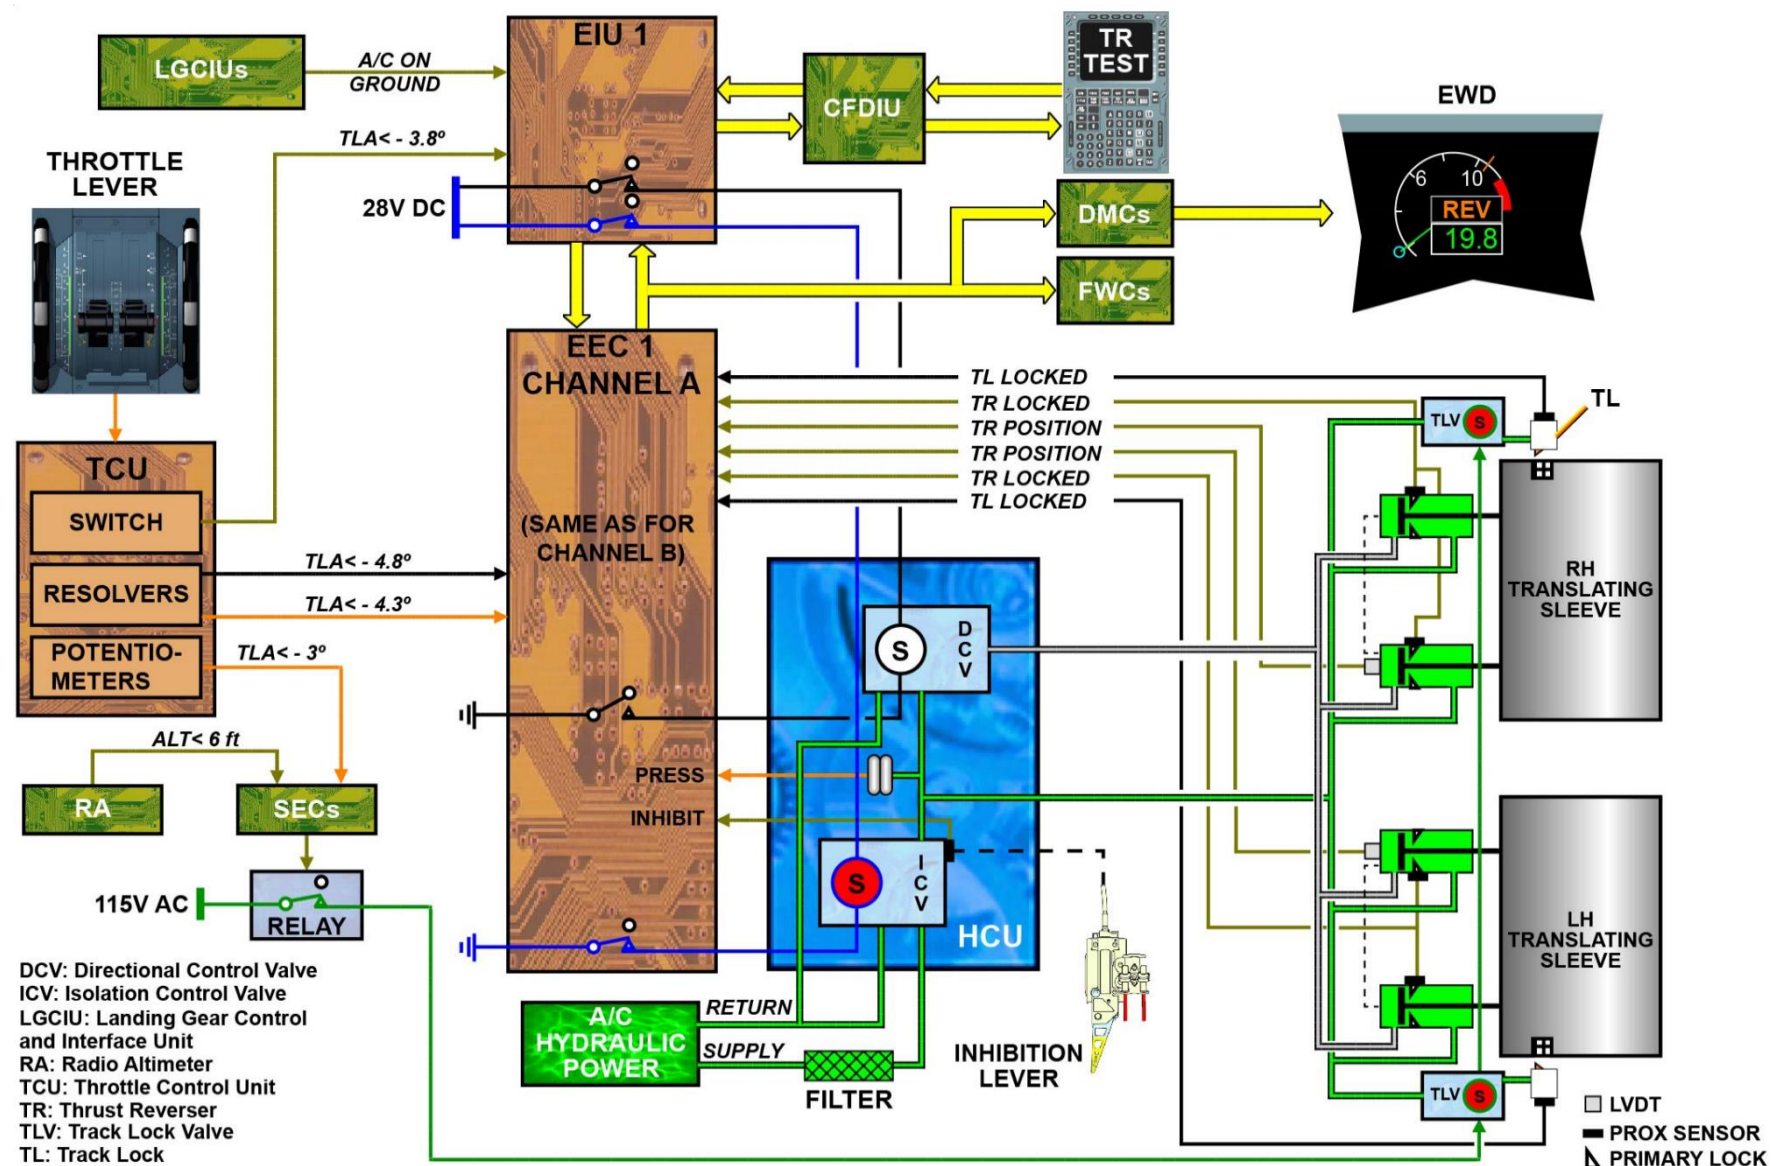 EIU 1
LGCIUs
A/C ON
GROUND
CFDIU
TR
TEST
EWD
THROTTLE
LEVER
TLA< - 3.8º
28V DC
DMCs
6
10
REV
19.8
FWCs
EEC 1
CHANNEL A
TL LOCKED
TR LOCKED
TR POSITION
TR POSITION
TR LOCKED
TL LOCKED
TLV
S
TL
TCU
SWITCH
(SAME AS FOR
CHANNEL B)
TLA< - 4.8º
RESOLVERS
TLA< - 4.3º
RH
TRANSLATING
SLEEVE
POTENTIO-
METERS
TLA< - 3º
S
DCV
ALT< 6 ft
PRESS
RA
SECs
INHIBIT
S
ICV
115V AC
RELAY
HCU
LH
TRANSLATING
SLEEVE
DCV: Directional Control Valve
ICV: Isolation Control Valve
LGCIU: Landing Gear Control
and Interface Unit
RA: Radio Altimeter
TCU: Throttle Control Unit
TR: Thrust Reverser
TLV: Track Lock Valve
TL: Track Lock
A/C
HYDRAULIC
POWER
RETURN
SUPPLY
FILTER
INHIBITION
LEVER
TLV
S
LVDT
PROX SENSOR
PRIMARY LOCK